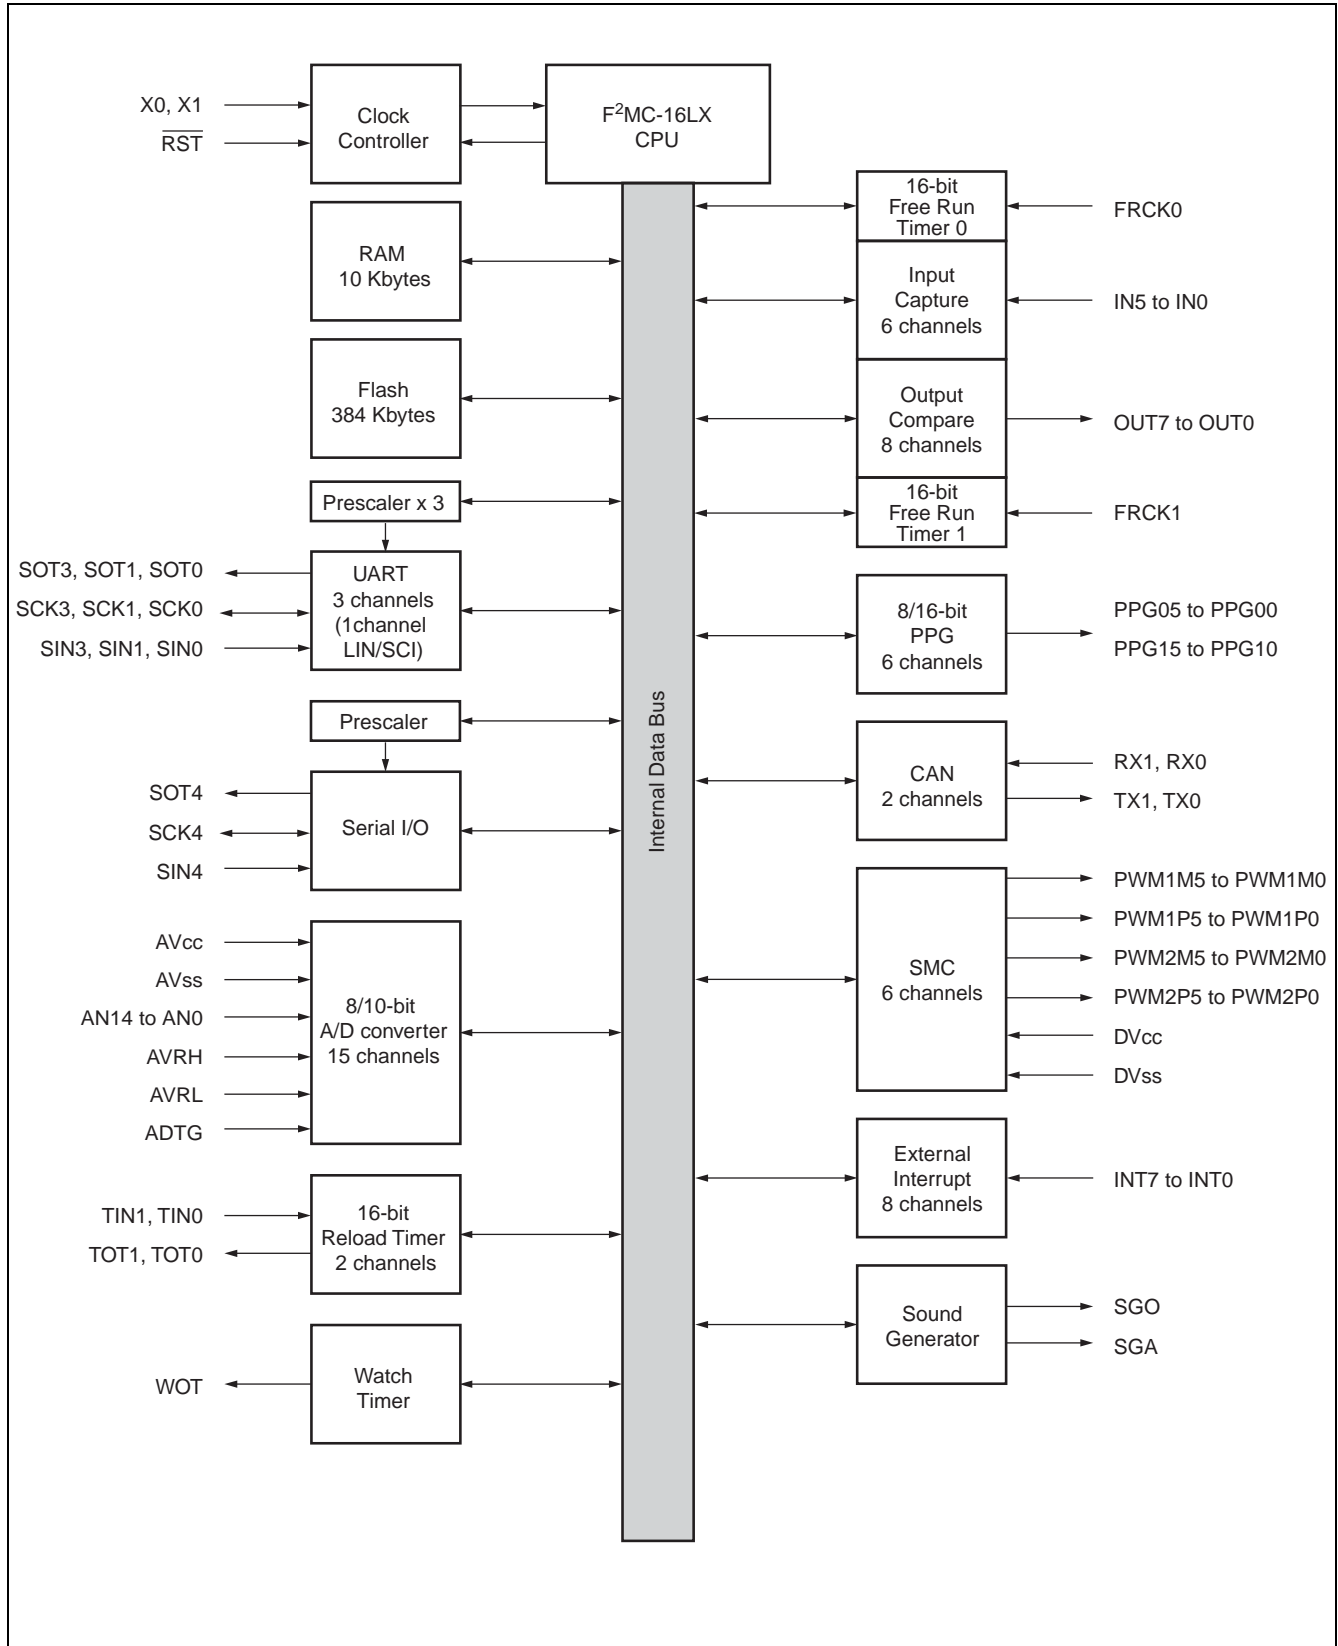 X0, X1
RST
Clock
Controller
F²MC-16LX
CPU
RAM
10 Kbytes
Flash
384 Kbytes
Prescaler x 3
SOT3, SOT1, SOT0
SCK3, SCK1, SCK0
SIN3, SIN1, SIN0
UART
3 channels
(1channel
LIN/SCI)
Prescaler
SOT4
SCK4
SIN4
Serial I/O
AVcc
AVss
AN14 to AN0
AVRH
AVRL
ADTG
8/10-bit
A/D converter
15 channels
TIN1, TIN0
TOT1, TOT0
16-bit
Reload Timer
2 channels
WOT
Watch
Timer
Internal Data Bus
16-bit
Free Run
Timer 0
FRCK0
Input
Capture
6 channels
IN5 to IN0
Output
Compare
8 channels
OUT7 to OUT0
16-bit
Free Run
Timer 1
FRCK1
8/16-bit
PPG
6 channels
PPG05 to PPG00
PPG15 to PPG10
CAN
2 channels
RX1, RX0
TX1, TX0
SMC
6 channels
PWM1M5 to PWM1M0
PWM1P5 to PWM1P0
PWM2M5 to PWM2M0
PWM2P5 to PWM2P0
DVcc
DVss
External
Interrupt
8 channels
INT7 to INT0
Sound
Generator
SGO
SGA